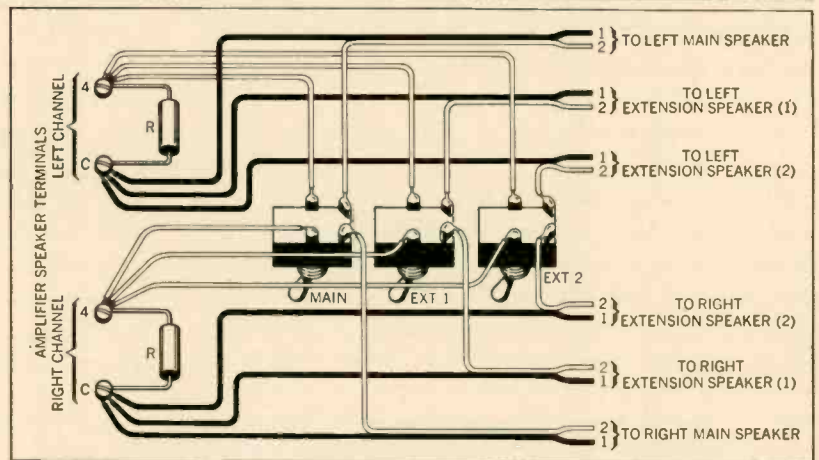 AMPLIFIER SPEAKER TERMINALS
LEFT CHANNEL
4
R
C
1
2
TO LEFT MAIN SPEAKER
1
2
TO LEFT
EXTENSION SPEAKER (1)
1
2
TO LEFT
EXTENSION SPEAKER (2)
MAIN
EXT 1
EXT 2
RIGHT CHANNEL
4
R
C
2
1
TO RIGHT
EXTENSION SPEAKER (2)
2
1
TO RIGHT
EXTENSION SPEAKER (1)
2
1
TO RIGHT MAIN SPEAKER